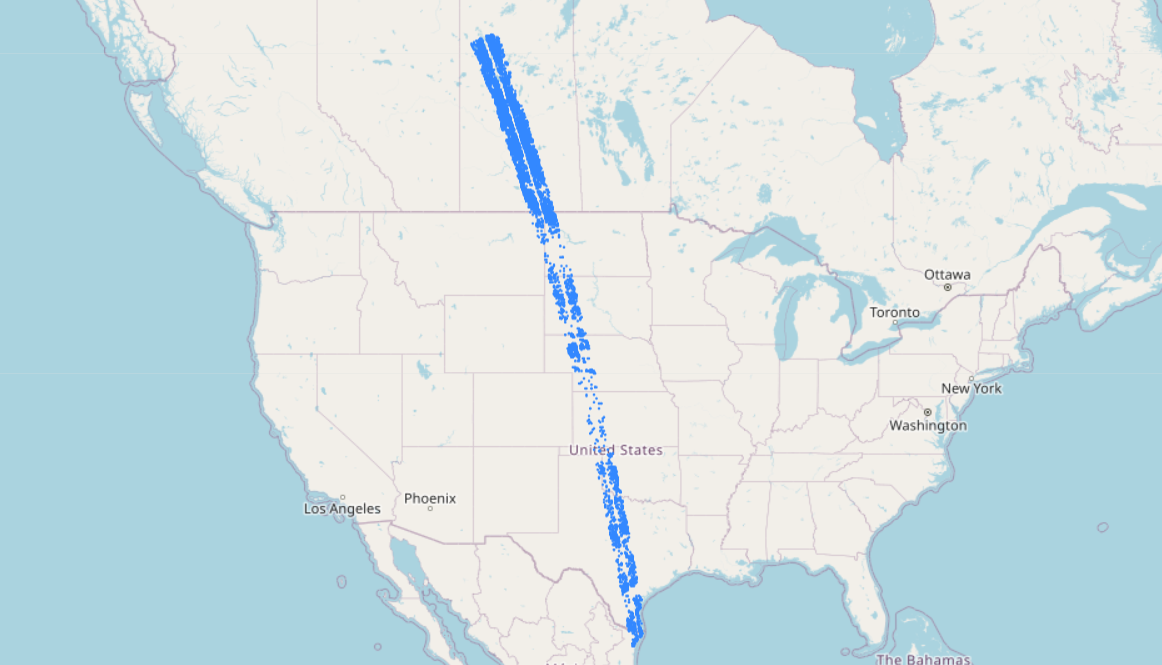 Ottawa
Toronto
New York
Washington
United States
Phoenix
Los Angeles
The Bahamas